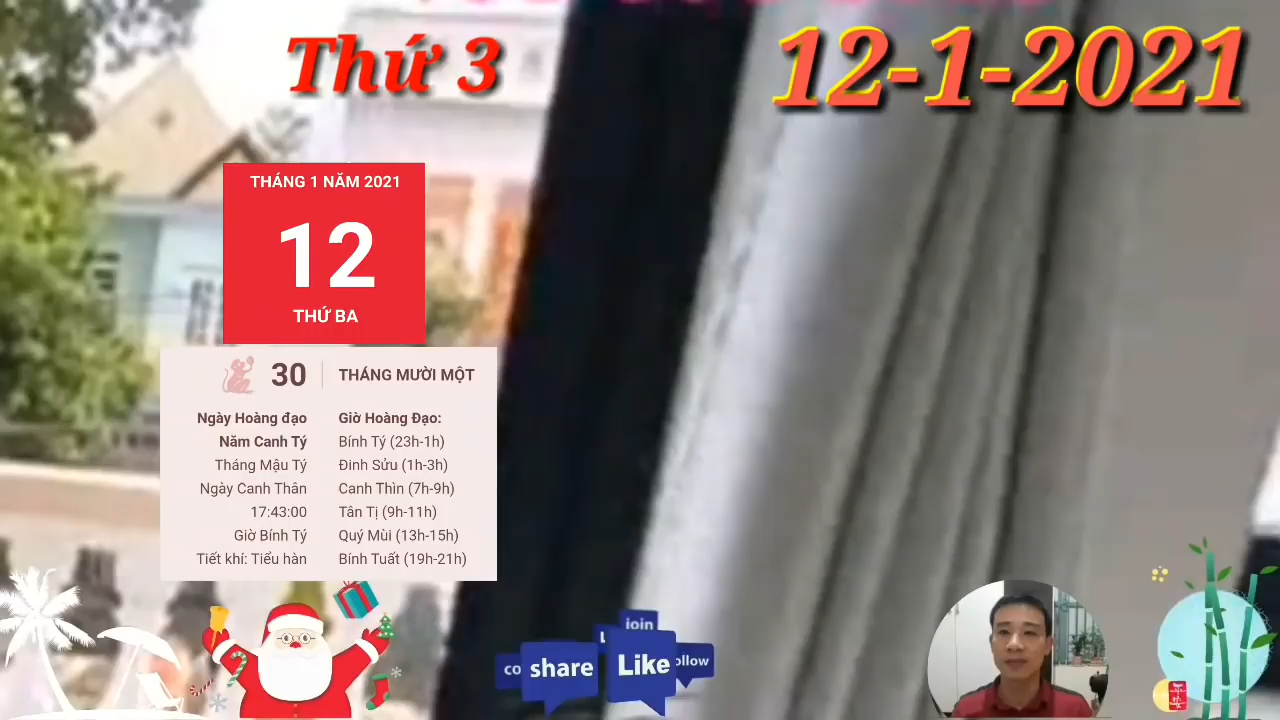 Thứ 3
12-1-2021
THÁNG 1 NĂM 2021
12
THỨ BA
30
THÁNG MƯỜI MỘT
Ngày Hoàng đạo
Năm Canh Tý
Tháng Mậu Tý
Ngày Canh Thân
17:43:00
Giờ Bính Tý
Tiết khí: Tiểu hàn
Giờ Hoàng Đạo:
Bính Tý (23h-1h)
Đinh Sửu (1h-3h)
Canh Thìn (7h-9h)
Tân Tị (9h-11h)
Quý Mùi (13h-15h)
Bính Tuất (19h-21h)
join
share
Like
ollow
co